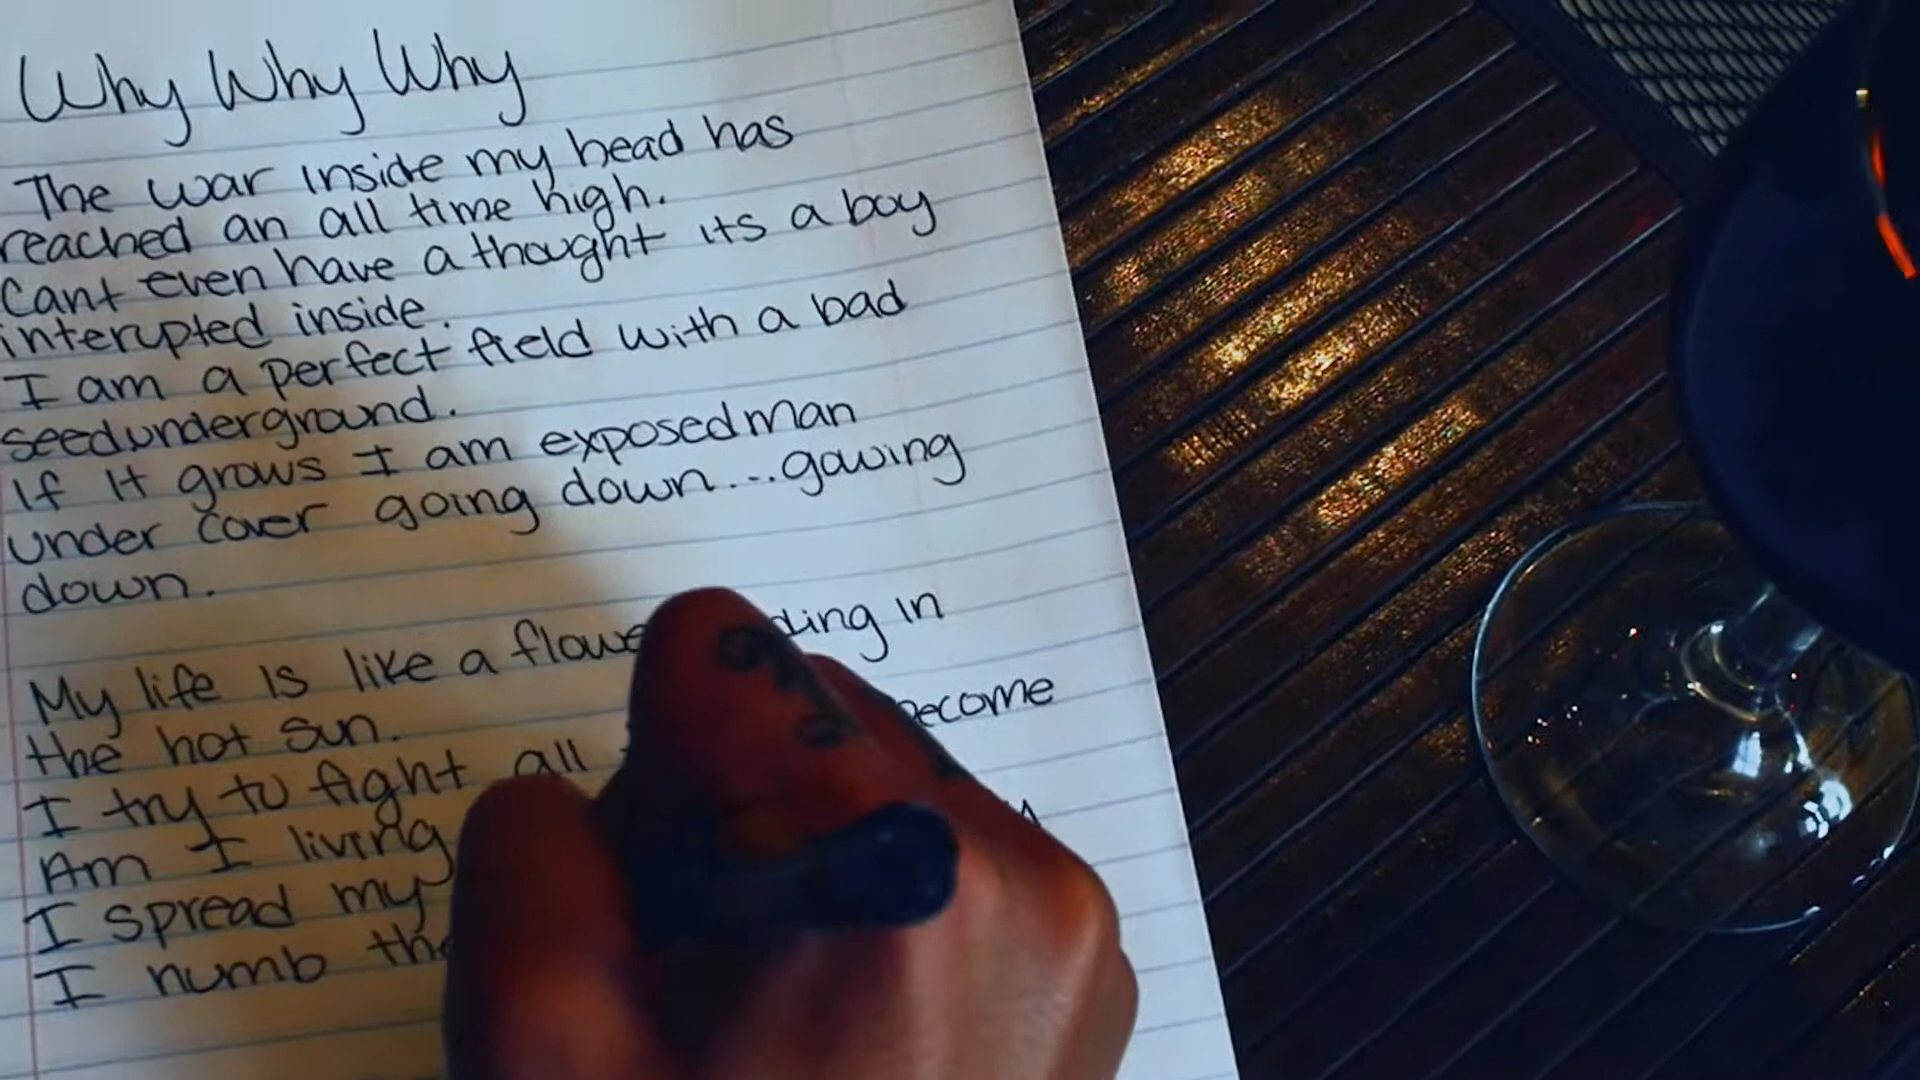 Why Why Why
The war inside my head has
reached an all time high.
Cant even have a thought its a boy
interupted inside.
I am a perfect field with a bad
seedunderground.
If It grows I am exposed man
under cover going down...gowing
down.
My life is like a in
the hot sun.
I try to fight all become
Am I living
I spread my
I numb